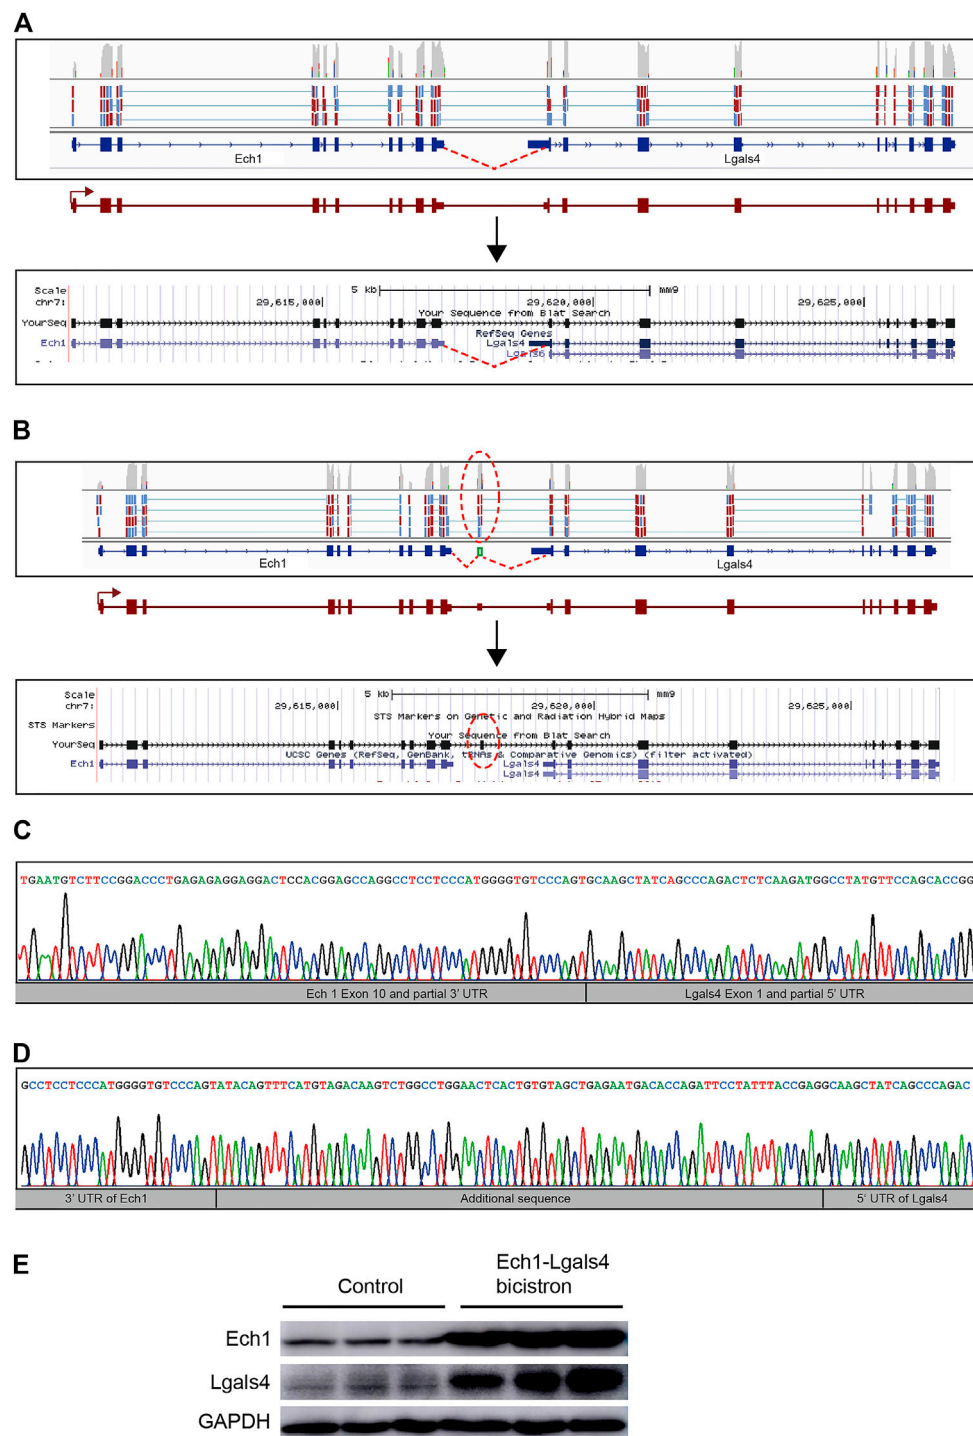 A
Ech1 Lgals4
Scale 5 kb mm9
chr7: 29,615,000 29,620,000 29,625,000
Your Sequence from Blat Search
YourSeq
RefSeq Genes
Ech1 Lgals4
Lgals6
B
Ech1 Lgals4
Scale 5 kb mm9
chr7: 29,615,000 29,620,000 29,625,000
STS Markers on Genetic and Radiation Hybrid Maps
STS Markers
Your Sequence from Blat Search
YourSeq
UCSC Genes (RefSeq, GenBank, tRNAs & Comparative Genomics) (filter activated)
Ech1 Lgals4
Lgals4
C
TGAATGTCTTCCGGACCCTGAGAGAGGAGGACTCCACGGAGCCAGGCCTCCTCCCATGGGGTGTCCCAGTGCAAGCTATCAGCCCAGACTCTCAAGATGGCCTATGTTCCAGCACCGG
Ech 1 Exon 10 and partial 3' UTR Lgals4 Exon 1 and partial 5' UTR
D
GCCTCCTCCCATGGGGTGTCCCAGTATACAGTTTCATGTAGACAAGTCTGGCCTGGAACTCACTGTGTAGCTGAGAATGACACCAGATTCCTATTTACCGAGGCAAGCTATCAGCCCAGAC
3' UTR of Ech1 Additional sequence 5' UTR of Lgals4
E
Control Ech1-Lgals4 bicistron
Ech1
Lgals4
GAPDH